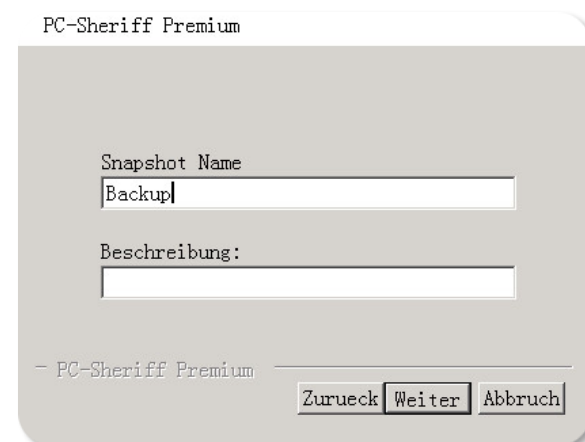 PC-Sheriff Premium
Snapshot Name
Backup
Beschreibung:
PC-Sheriff Premium
Zurueck Weiter Abbruch